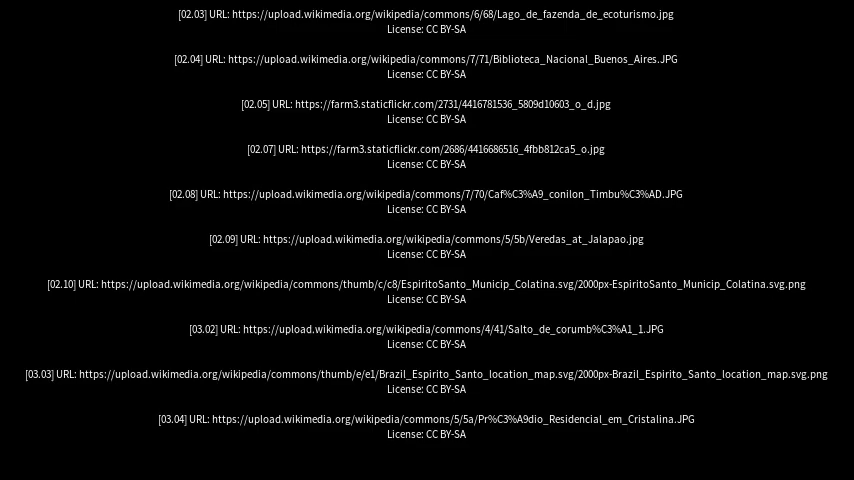 [02.03] URL: https://upload.wikimedia.org/wikipedia/commons/6/68/Lago_de_fazenda_de_ecoturismo.jpg
License: CC BY-SA
[02.04] URL: https://upload.wikimedia.org/wikipedia/commons/7/71/Biblioteca_Nacional_Buenos_Aires.JPG
License: CC BY-SA
[02.05] URL: https://farm3.staticflickr.com/2731/4416781536_5809d10603_o_d.jpg
License: CC BY-SA
[02.07] URL: https://farm3.staticflickr.com/2686/4416686516_4fbb812ca5_o.jpg
License: CC BY-SA
[02.08] URL: https://upload.wikimedia.org/wikipedia/commons/7/70/Caf%C3%A9_conilon_Timbu%C3%AD.JPG
License: CC BY-SA
[02.09] URL: https://upload.wikimedia.org/wikipedia/commons/5/5b/Veredas_at_Jalapao.jpg
License: CC BY-SA
[02.10] URL: https://upload.wikimedia.org/wikipedia/commons/thumb/c/c8/EspiritoSanto_Municip_Colatina.svg/2000px-EspiritoSanto_Municip_Colatina.svg.png
License: CC BY-SA
[03.02] URL: https://upload.wikimedia.org/wikipedia/commons/4/41/Salto_de_corumb%C3%A1_1.JPG
License: CC BY-SA
[03.03] URL: https://upload.wikimedia.org/wikipedia/commons/thumb/e/e1/Brazil_Espirito_Santo_location_map.svg/2000px-Brazil_Espirito_Santo_location_map.svg.png
License: CC BY-SA
[03.04] URL: https://upload.wikimedia.org/wikipedia/commons/5/5a/Pr%C3%A9dio_Residencial_em_Cristalina.JPG
License: CC BY-SA